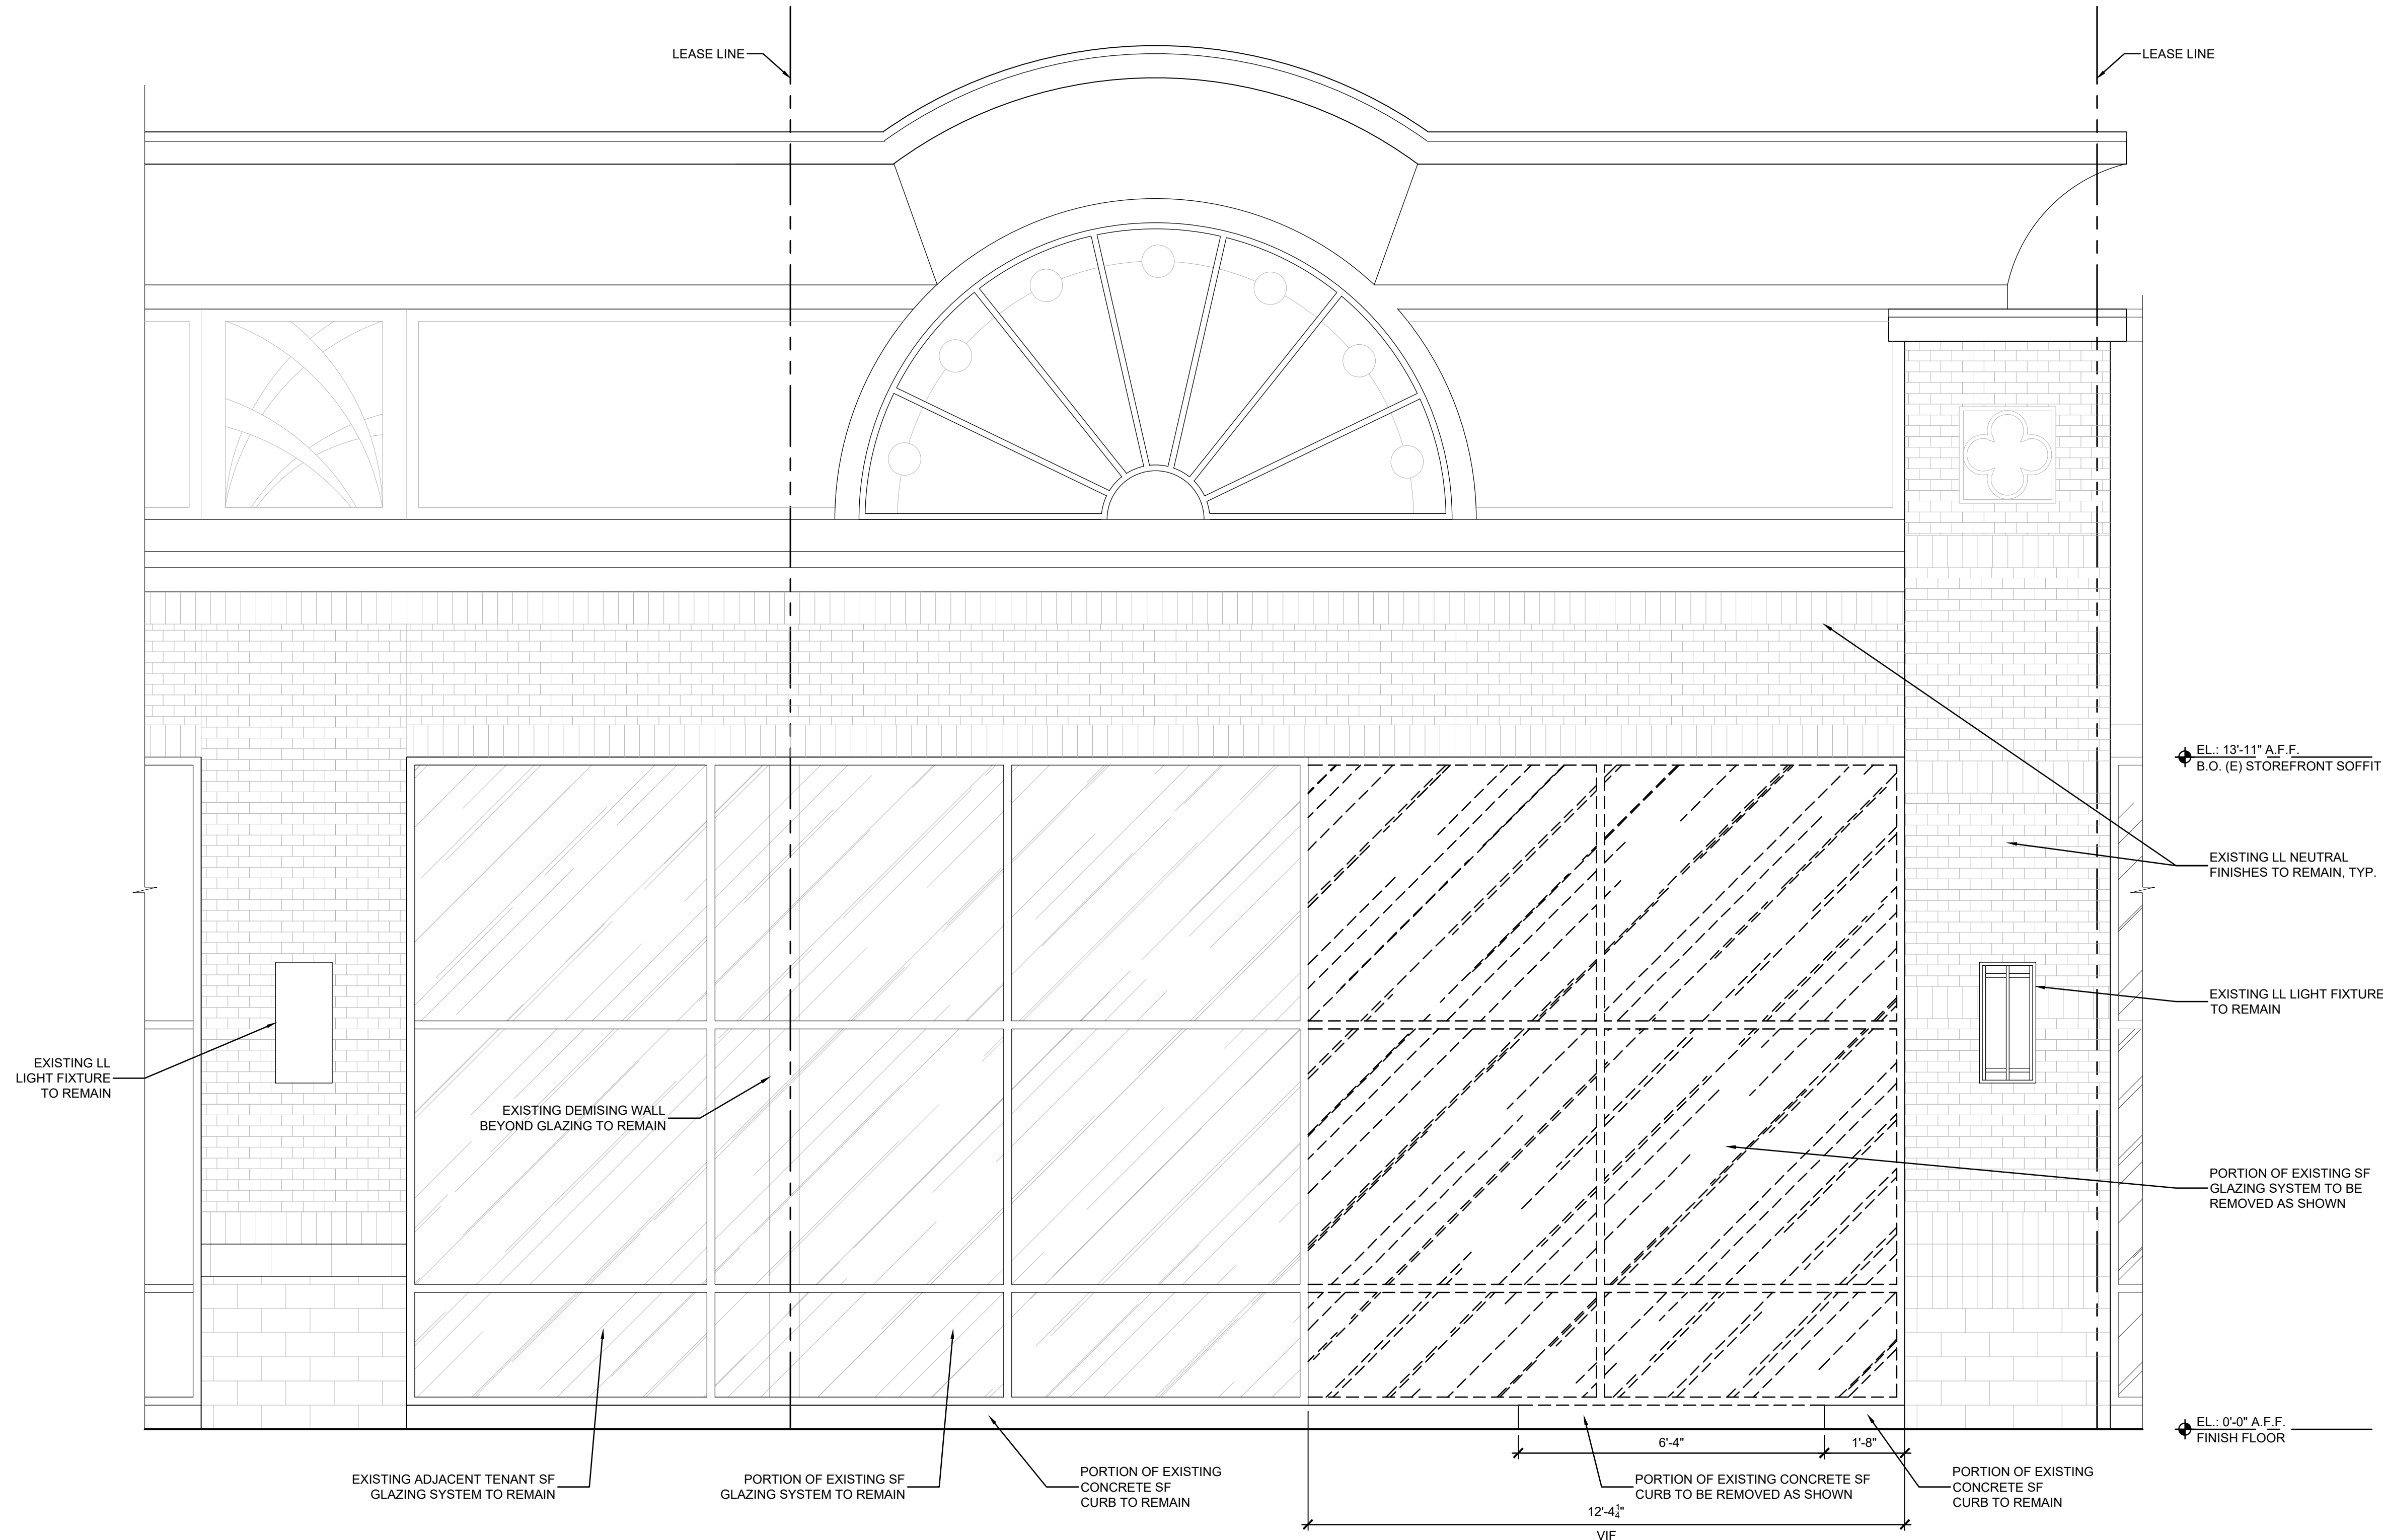 LEASE LINE
LEASE LINE
EL.: 13'-11" A.F.F.
B.O. (E) STOREFRONT SOFFIT
EXISTING LL NEUTRAL
FINISHES TO REMAIN, TYP.
EXISTING LL LIGHT FIXTURE
TO REMAIN
EXISTING LL
LIGHT FIXTURE
TO REMAIN
EXISTING DEMISING WALL
BEYOND GLAZING TO REMAIN
PORTION OF EXISTING SF
GLAZING SYSTEM TO BE
REMOVED AS SHOWN
EL.: 0'-0" A.F.F.
FINISH FLOOR
6'-4"
1'-8"
EXISTING ADJACENT TENANT SF
GLAZING SYSTEM TO REMAIN
PORTION OF EXISTING SF
GLAZING SYSTEM TO REMAIN
PORTION OF EXISTING
CONCRETE SF
CURB TO REMAIN
PORTION OF EXISTING CONCRETE SF
CURB TO BE REMOVED AS SHOWN
PORTION OF EXISTING
CONCRETE SF
CURB TO REMAIN
12'-4¼"
VIF